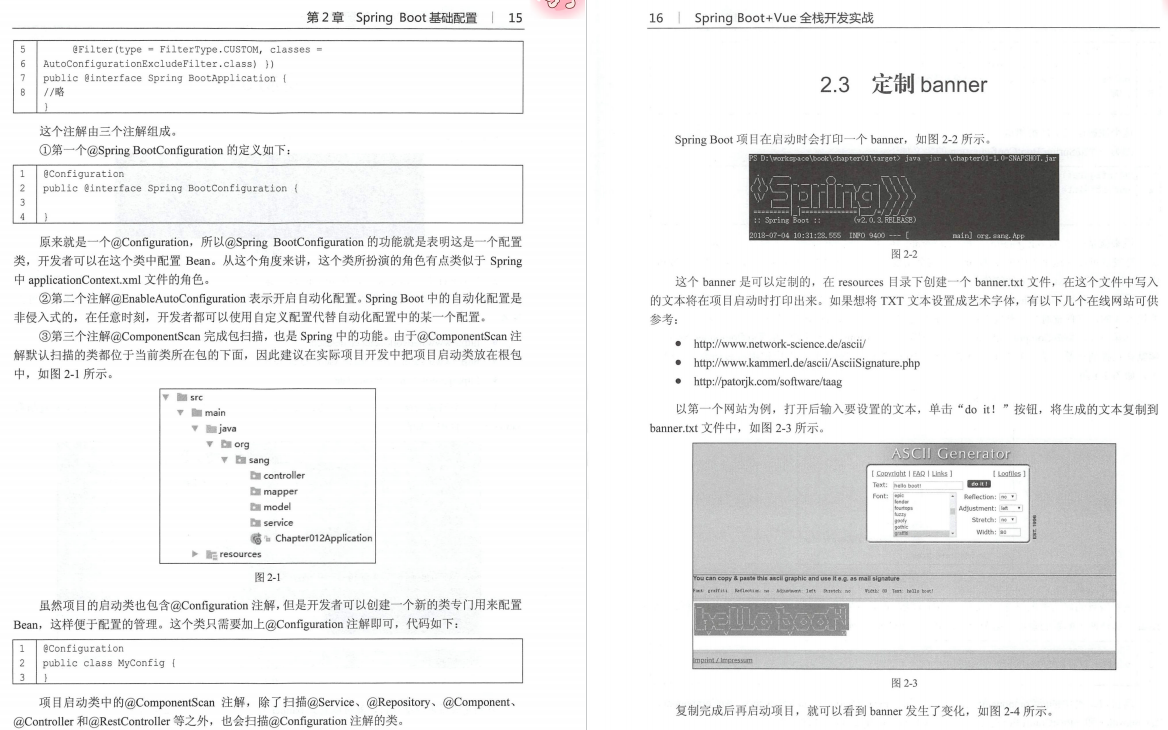 第2章 Spring Boot基础配置 | 15
5 @Filter(type = FilterType.CUSTOM, classes =
6 AutoConfigurationExcludeFilter.class) })
7 public @interface Spring BootApplication {
8 //略
}
这个注解由三个注解组成。
①第一个@Spring BootConfiguration 的定义如下：
1 @Configuration
2 public @interface Spring BootConfiguration {
3
4 }
原来就是一个@Configuration，所以@Spring BootConfiguration 的功能就是表明这是一个配置
类，开发者可以在这个类中配置 Bean。从这个角度来讲，这个类所扮演的角色有点类似于 Spring
中 applicationContext.xml 文件的角色。
②第二个注解@EnableAutoConfiguration 表示开启自动化配置。Spring Boot 中的自动化配置是
非侵入式的，在任意时刻，开发者都可以使用自定义配置代替自动化配置中的某一个配置。
③第三个注解@ComponentScan 完成包扫描，也是 Spring 中的功能。由于@ComponentScan 注
解默认扫描的类都位于当前类所在包的下面，因此建议在实际项目开发中把项目启动类放在根包
中，如图 2-1 所示。
src
main
java
org
sang
controller
mapper
model
service
Chapter012Application
resources
图 2-1
虽然项目的启动类也包含@Configuration 注解，但是开发者可以创建一个新的类专门用来配置
Bean，这样便于配置的管理。这个类只需要加上@Configuration 注解即可，代码如下：
1 @Configuration
2 public class MyConfig {
3 }
项目启动类中的@ComponentScan 注解，除了扫描@Service、@Repository、@Component、
@Controller 和@RestController 等之外，也会扫描@Configuration 注解的类。
16 | Spring Boot+Vue 全栈开发实战
2.3 定制 banner
Spring Boot 项目在启动时会打印一个 banner，如图 2-2 所示。
PS D:\workspace\book\chapter01\target> java -jar .\chapter01-1.0-SNAPSHOT.jar
Spring
:: Spring Boot :: (v2.0.3.RELEASE)
2018-07-04 10:31:28.555 INFO 9400 --- [ main] org.sang.App
图 2-2
这个 banner 是可以定制的，在 resources 目录下创建一个 banner.txt 文件，在这个文件中写入
的文本将在项目启动时打印出来。如果想将 TXT 文本设置成艺术字体，有以下几个在线网站可供
参考：
● http://www.network-science.de/ascii/
● http://www.kammerl.de/ascii/AsciiSignature.php
● http://patorjk.com/software/taag
以第一个网站为例，打开后输入要设置的文本，单击“do it！”按钮，将生成的文本复制到
banner.txt 文件中，如图 2-3 所示。
ASCII Generator
[ Copyright | FAQ | Links ] [ Logfiles ]
Text: hello boot! do it !
Font: epic
fender
fourtops
fuzzy
goofy
gothic
graffiti
Reflection: no
Adjustment: left
Stretch: no
Width: 80
EST. 1998
You can copy & paste this ascii graphic and use it e.g. as mail signature
Font: graffiti Reflection: no Adjustment: left Stretch: no Width: 80 Text: hello boot!
hello boot!
Imprint / Impressum
图 2-3
复制完成后再启动项目，就可以看到 banner 发生了变化，如图 2-4 所示。